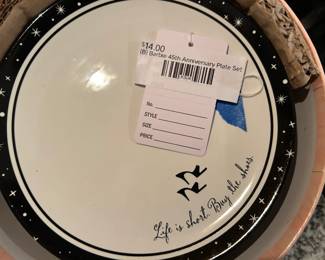 $14.00
(B) Barbie 45th Anniversary Plate Set
No.
STYLE
SIZE
PRICE
Life is short. Buy the shoes.